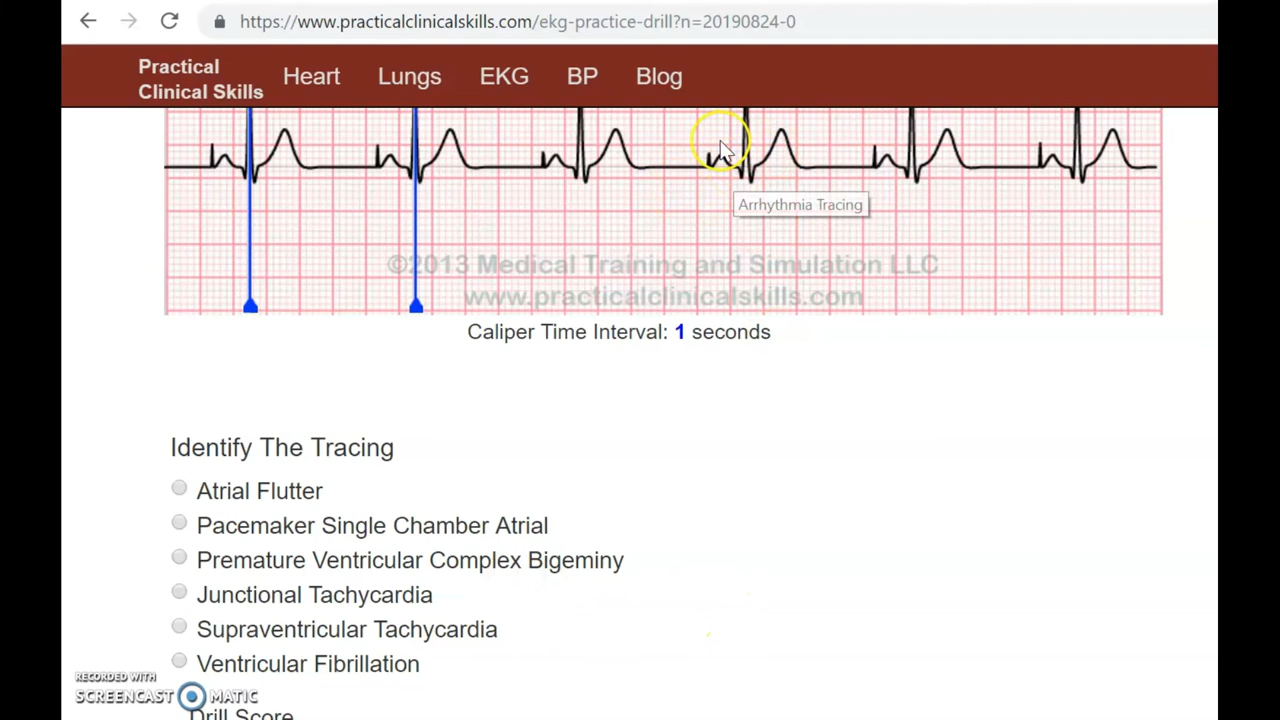 https://www.practicalclinicalskills.com/ekg-practice-drill?n=20190824-0
Practical
Clinical Skills
Heart
Lungs
EKG
BP
Blog
Arrhythmia Tracing
©2013 Medical Training and Simulation LLC
www.practicalclinicalskills.com
Caliper Time Interval: 1 seconds
Identify The Tracing
Atrial Flutter
Pacemaker Single Chamber Atrial
Premature Ventricular Complex Bigeminy
Junctional Tachycardia
Supraventricular Tachycardia
Ventricular Fibrillation
RECORDED WITH
SCREENCAST MATIC
Drill Score